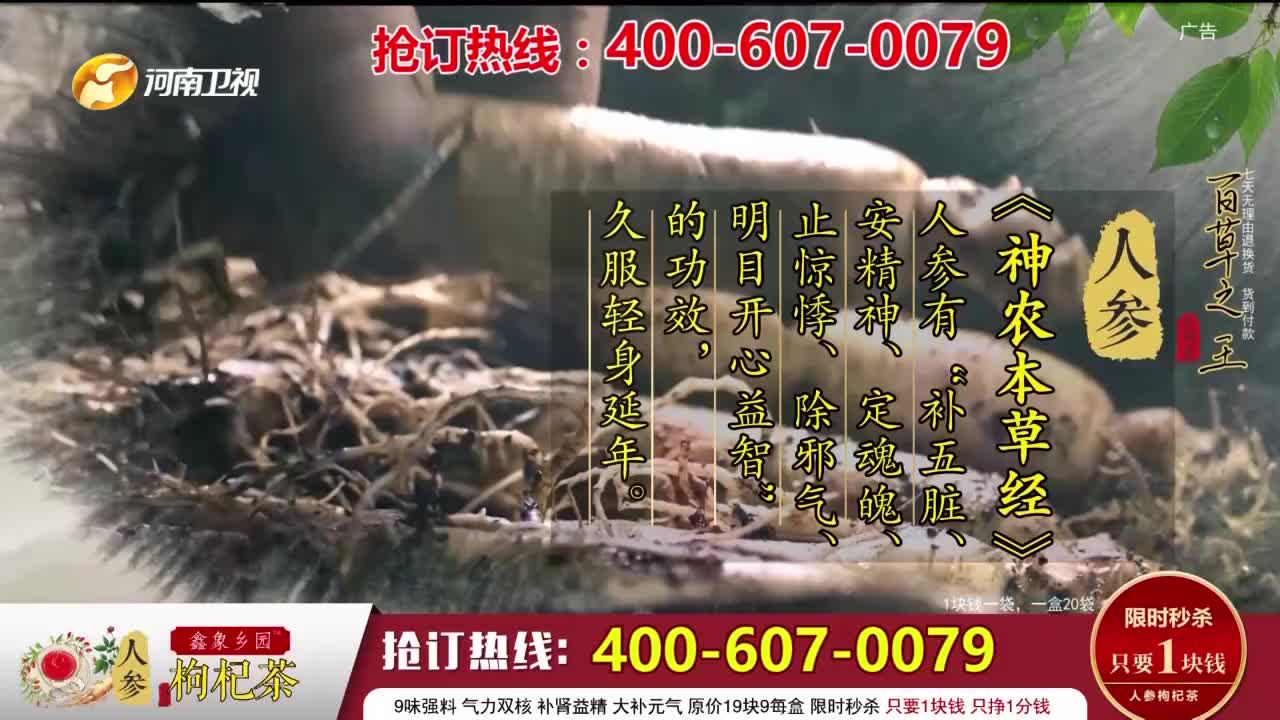 抢订热线：400-607-0079
广告
河南卫视
七天无理由退换货 货到付款
百草之王
人参
《神农本草经》
人参有“补五脏、
安精神、定魂魄、
止惊悸、除邪气、
明目开心益智”
的功效，
久服轻身延年。
1块钱一袋，一盒20袋
限时秒杀
只要1块钱
人参枸杞茶
鑫象乡园™
人参
枸杞茶
抢订热线：400-607-0079
9味强料 气力双核 补肾益精 大补元气 原价19块9每盒 限时秒杀 只要1块钱 只挣1分钱